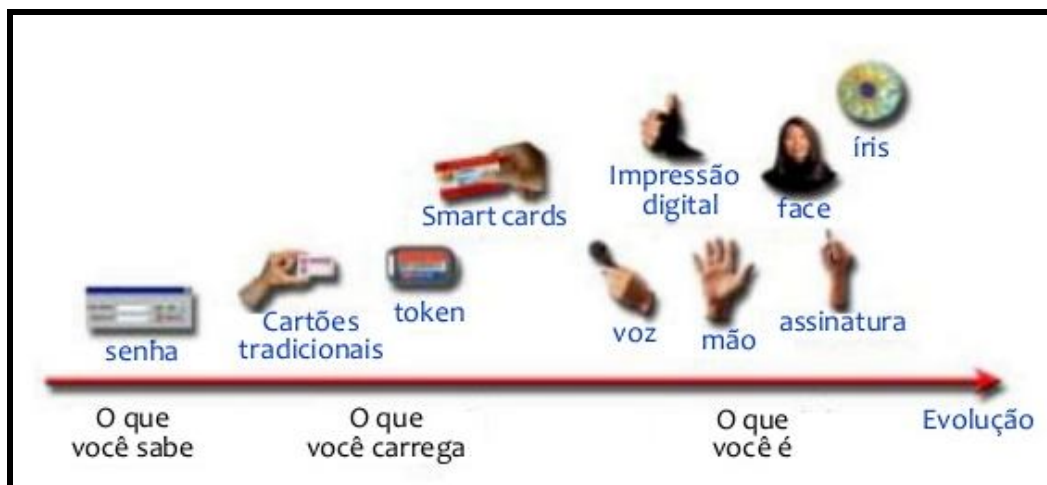 íris
Impressão
digital
face
Smart cards
Cartões
tradicionais
token
senha
voz
mão
assinatura
O que
você sabe
O que
você carrega
O que
você é
Evolução